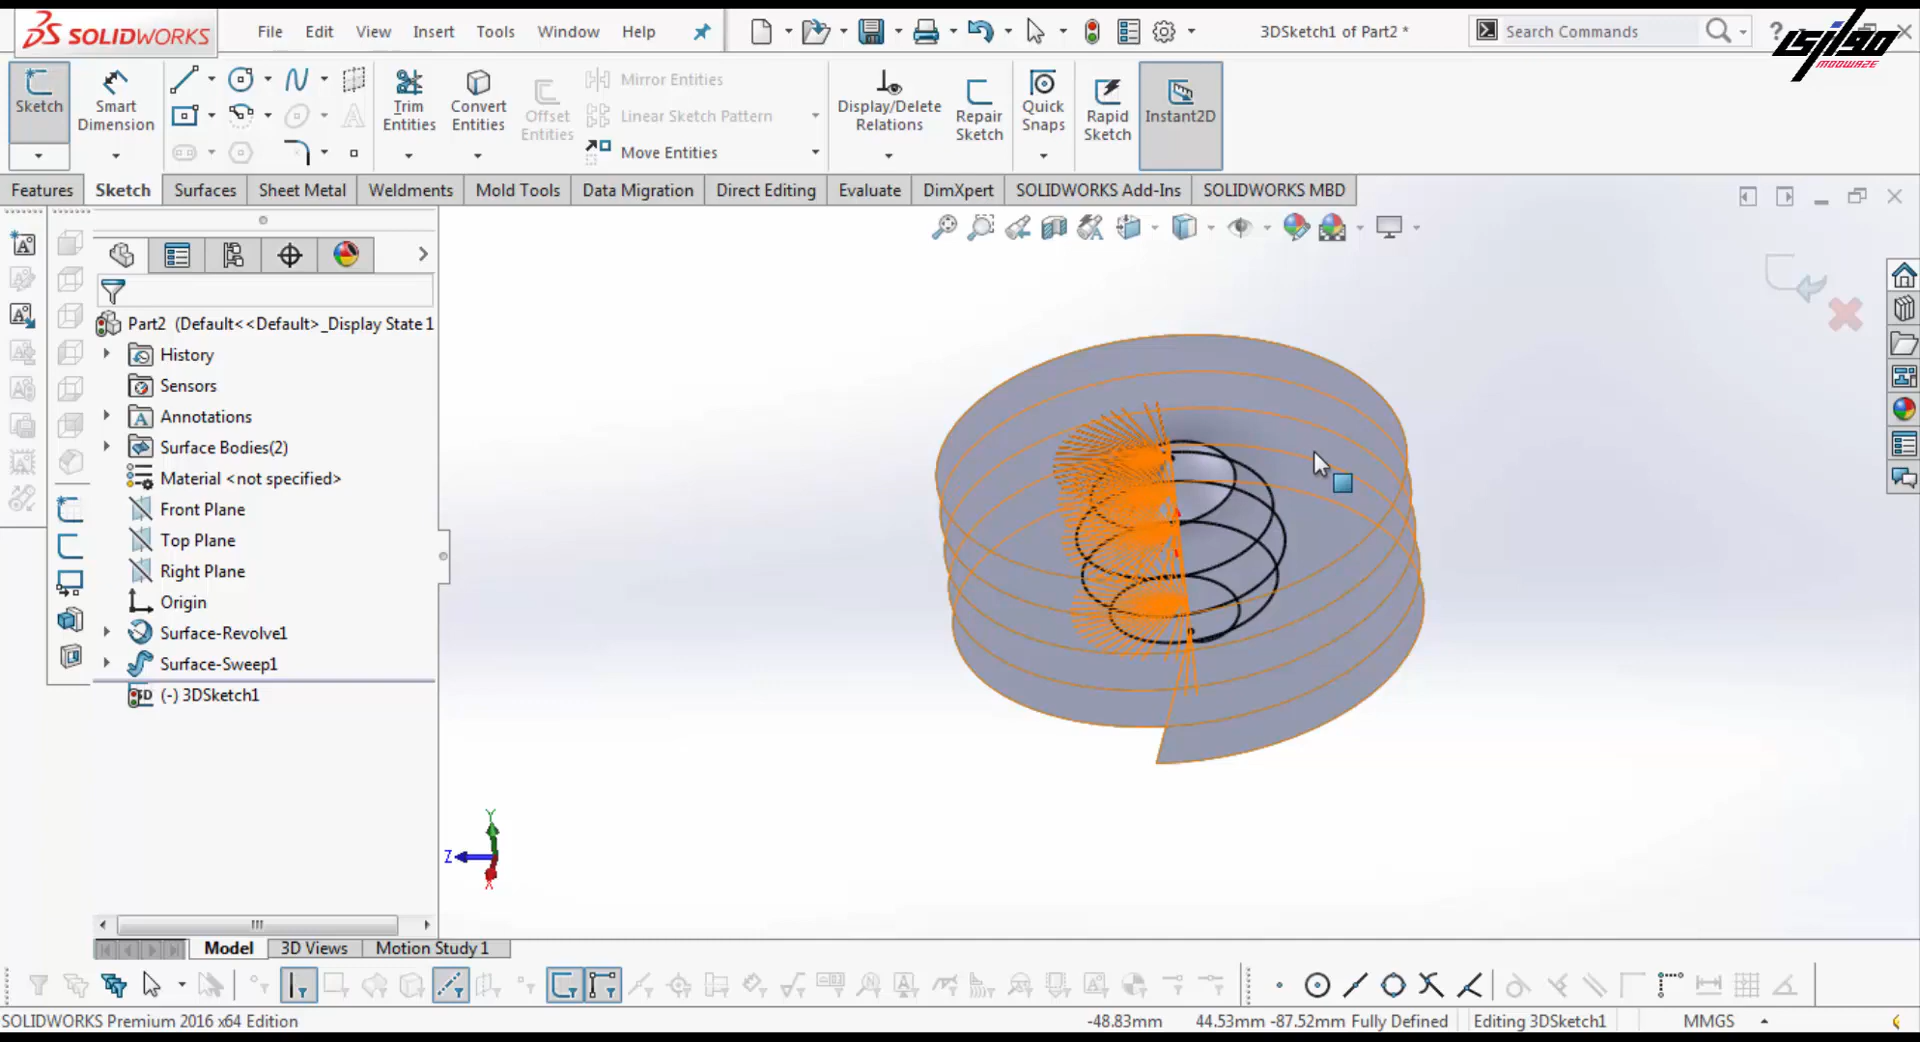 SOLIDWORKS
File Edit View Insert Tools Window Help
3DSketch1 of Part2 *
Search Commands
?
MODWAZE
Sketch
Smart Dimension
Trim Entities
Convert Entities
Offset Entities
Mirror Entities
Linear Sketch Pattern
Move Entities
Display/Delete Relations
Repair Sketch
Quick Snaps
Rapid Sketch
Instant2D
Features Sketch Surfaces Sheet Metal Weldments Mold Tools Data Migration Direct Editing Evaluate DimXpert SOLIDWORKS Add-Ins SOLIDWORKS MBD
Part2 (Default<<Default>_Display State 1
History
Sensors
Annotations
Surface Bodies(2)
Material <not specified>
Front Plane
Top Plane
Right Plane
Origin
Surface-Revolve1
Surface-Sweep1
(-) 3DSketch1
Y
Z
X
Model 3D Views Motion Study 1
SOLIDWORKS Premium 2016 x64 Edition
-48.83mm 44.53mm -87.52mm Fully Defined Editing 3DSketch1 MMGS